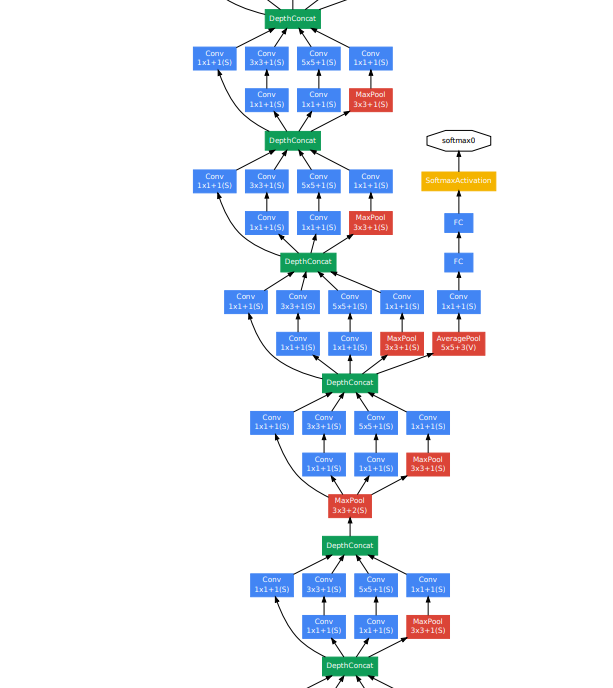 DepthConcat
Conv
1x1+1(S)
Conv
3x3+1(S)
Conv
5x5+1(S)
Conv
1x1+1(S)
Conv
1x1+1(S)
Conv
1x1+1(S)
MaxPool
3x3+1(S)
DepthConcat
softmax0
Conv
1x1+1(S)
Conv
3x3+1(S)
Conv
5x5+1(S)
Conv
1x1+1(S)
SoftmaxActivation
Conv
1x1+1(S)
Conv
1x1+1(S)
MaxPool
3x3+1(S)
FC
DepthConcat
FC
Conv
1x1+1(S)
Conv
3x3+1(S)
Conv
5x5+1(S)
Conv
1x1+1(S)
Conv
1x1+1(S)
Conv
1x1+1(S)
Conv
1x1+1(S)
MaxPool
3x3+1(S)
AveragePool
5x5+3(V)
DepthConcat
Conv
1x1+1(S)
Conv
3x3+1(S)
Conv
5x5+1(S)
Conv
1x1+1(S)
Conv
1x1+1(S)
Conv
1x1+1(S)
MaxPool
3x3+1(S)
MaxPool
3x3+2(S)
DepthConcat
Conv
1x1+1(S)
Conv
3x3+1(S)
Conv
5x5+1(S)
Conv
1x1+1(S)
Conv
1x1+1(S)
Conv
1x1+1(S)
MaxPool
3x3+1(S)
DepthConcat